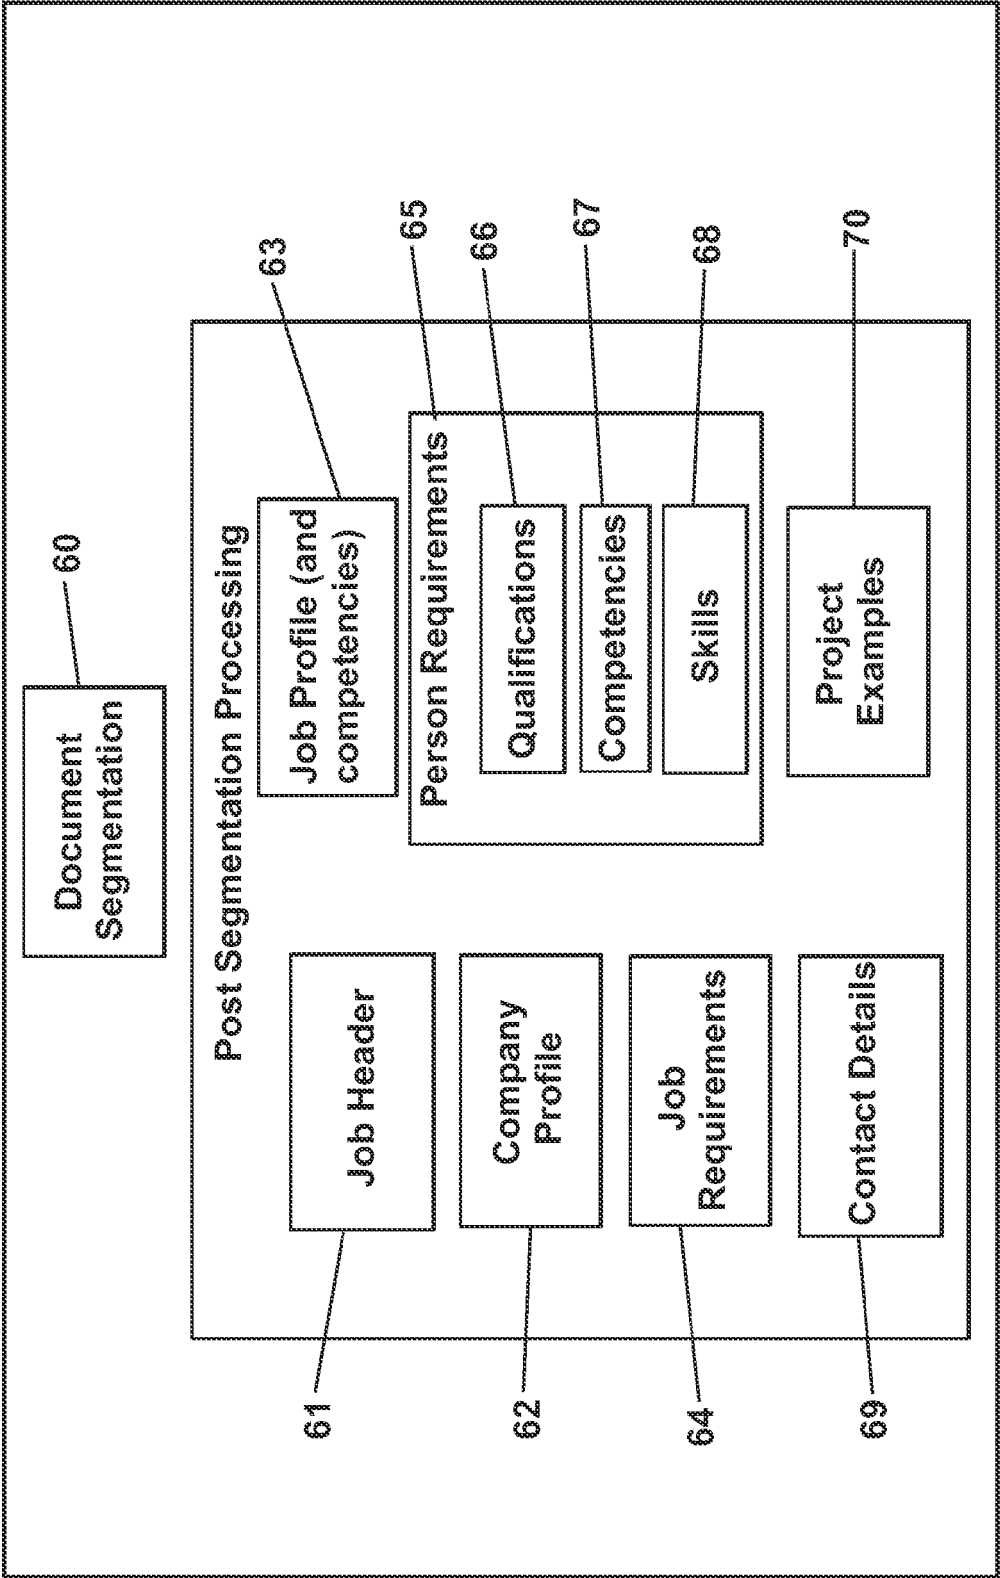 Document
Segmentation
60
Post Segmentation Processing
61
Job Header
Job Profile (and
competencies)
63
62
Company
Profile
Person Requirements
65
Qualifications
66
Competencies
67
Skills
68
64
Job
Requirements
69
Contact Details
Project
Examples
70